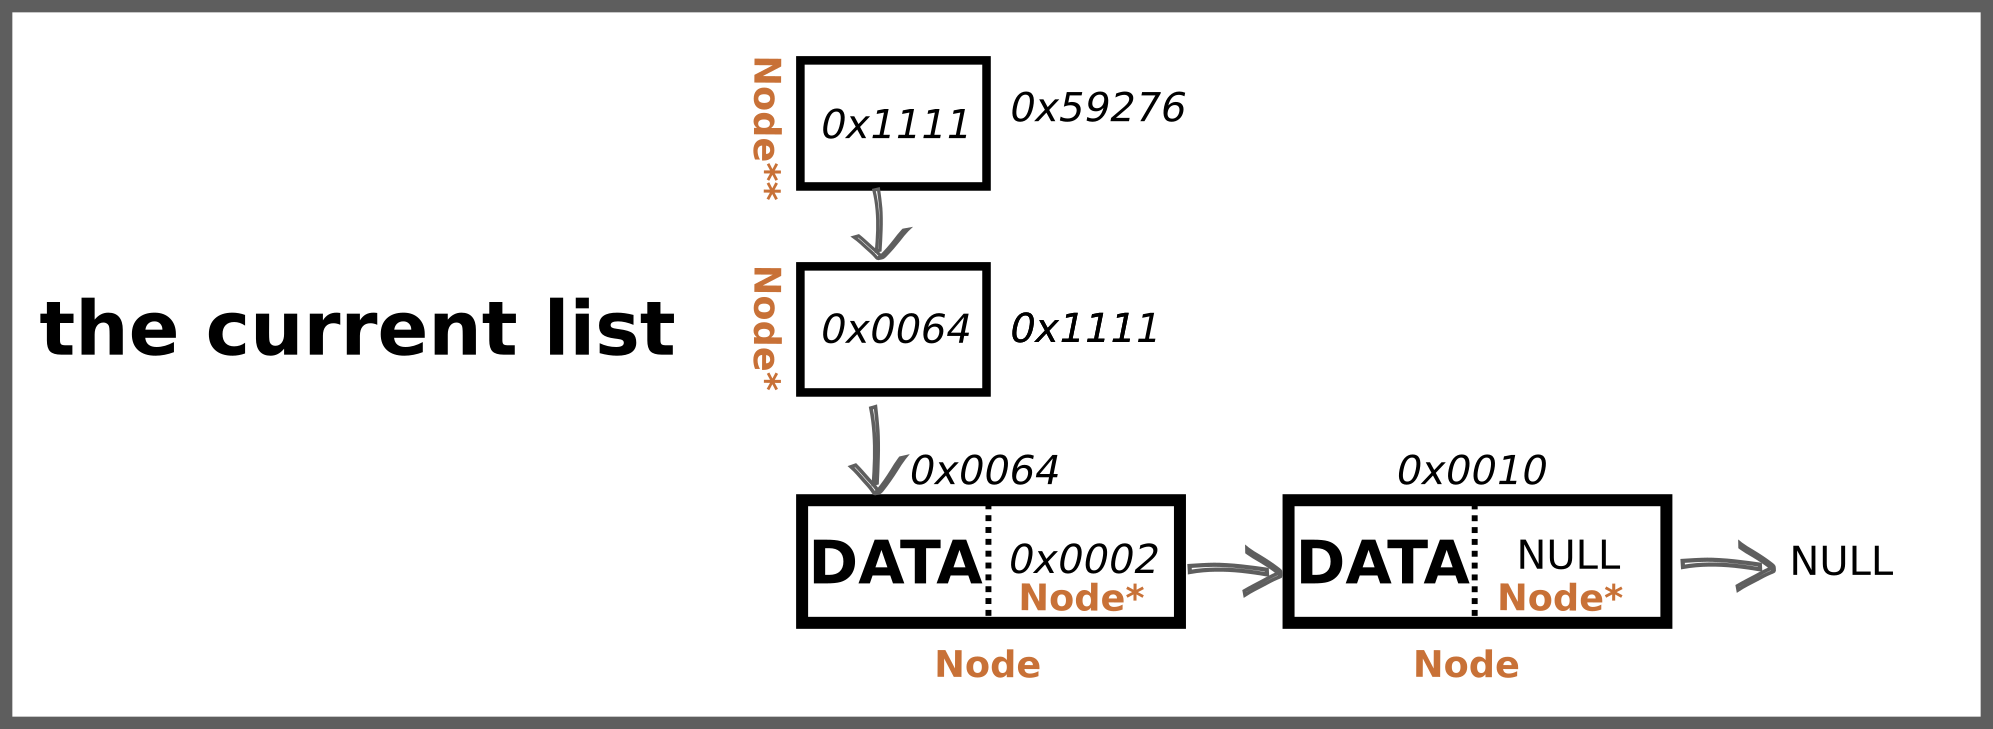 the current list
Node**
0x1111
0x59276
Node*
0x0064
0x1111
0x0064
0x0010
DATA
0x0002
Node*
DATA
NULL
Node*
NULL
Node
Node